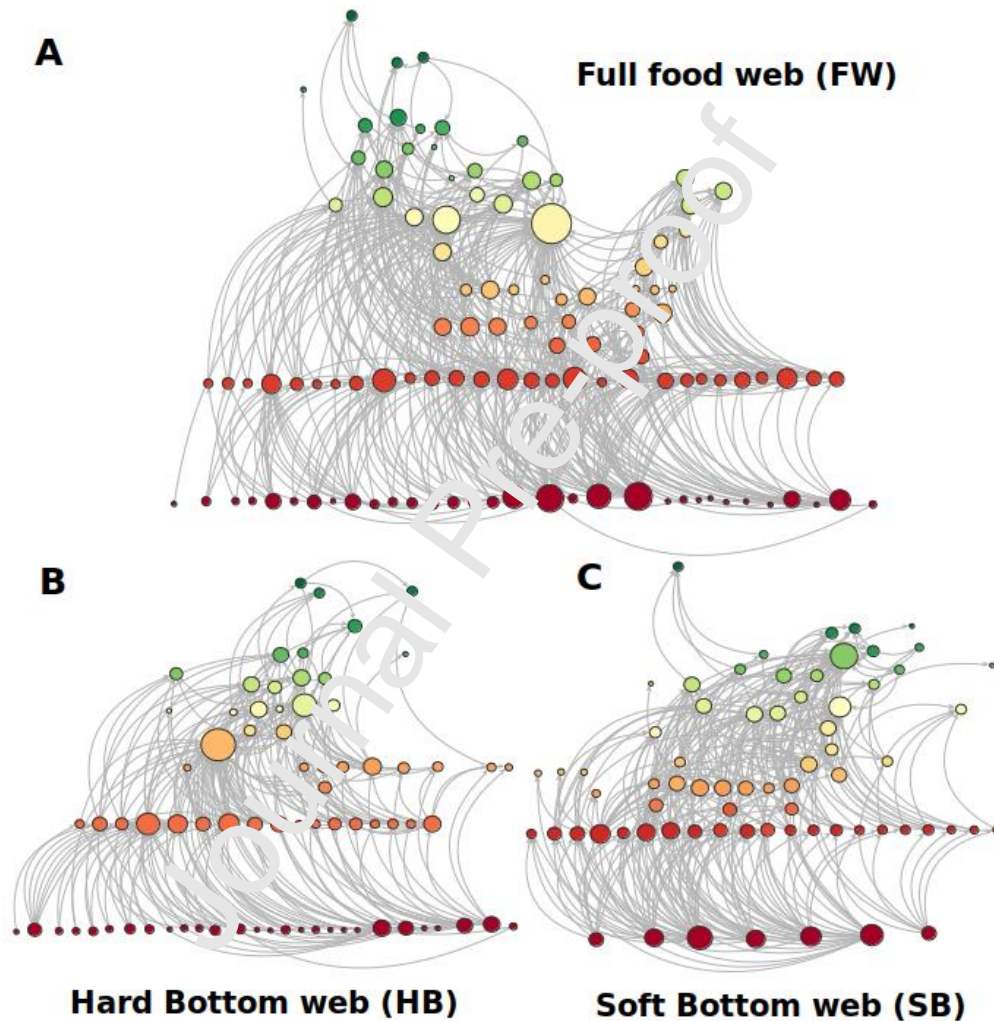 A
Full food web (FW)
Journal Pre-proof
B
C
Hard Bottom web (HB)
Soft Bottom web (SB)